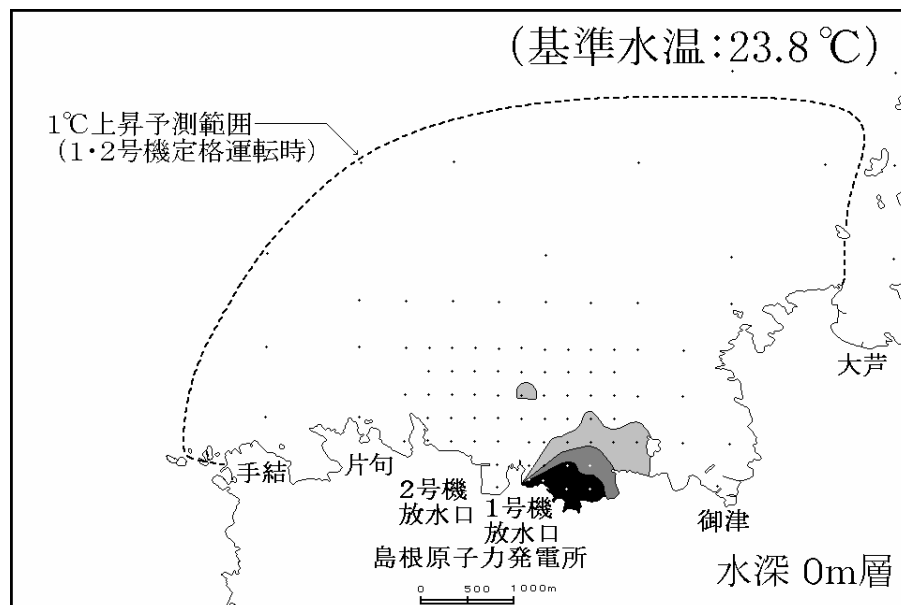 (基準水温:23.8℃)
1℃上昇予測範囲
(1・2号機定格運転時)
大芦
手結
片句
2号機
放水口
1号機
放水口
御津
島根原子力発電所
水深 0m層
0 500 1000m